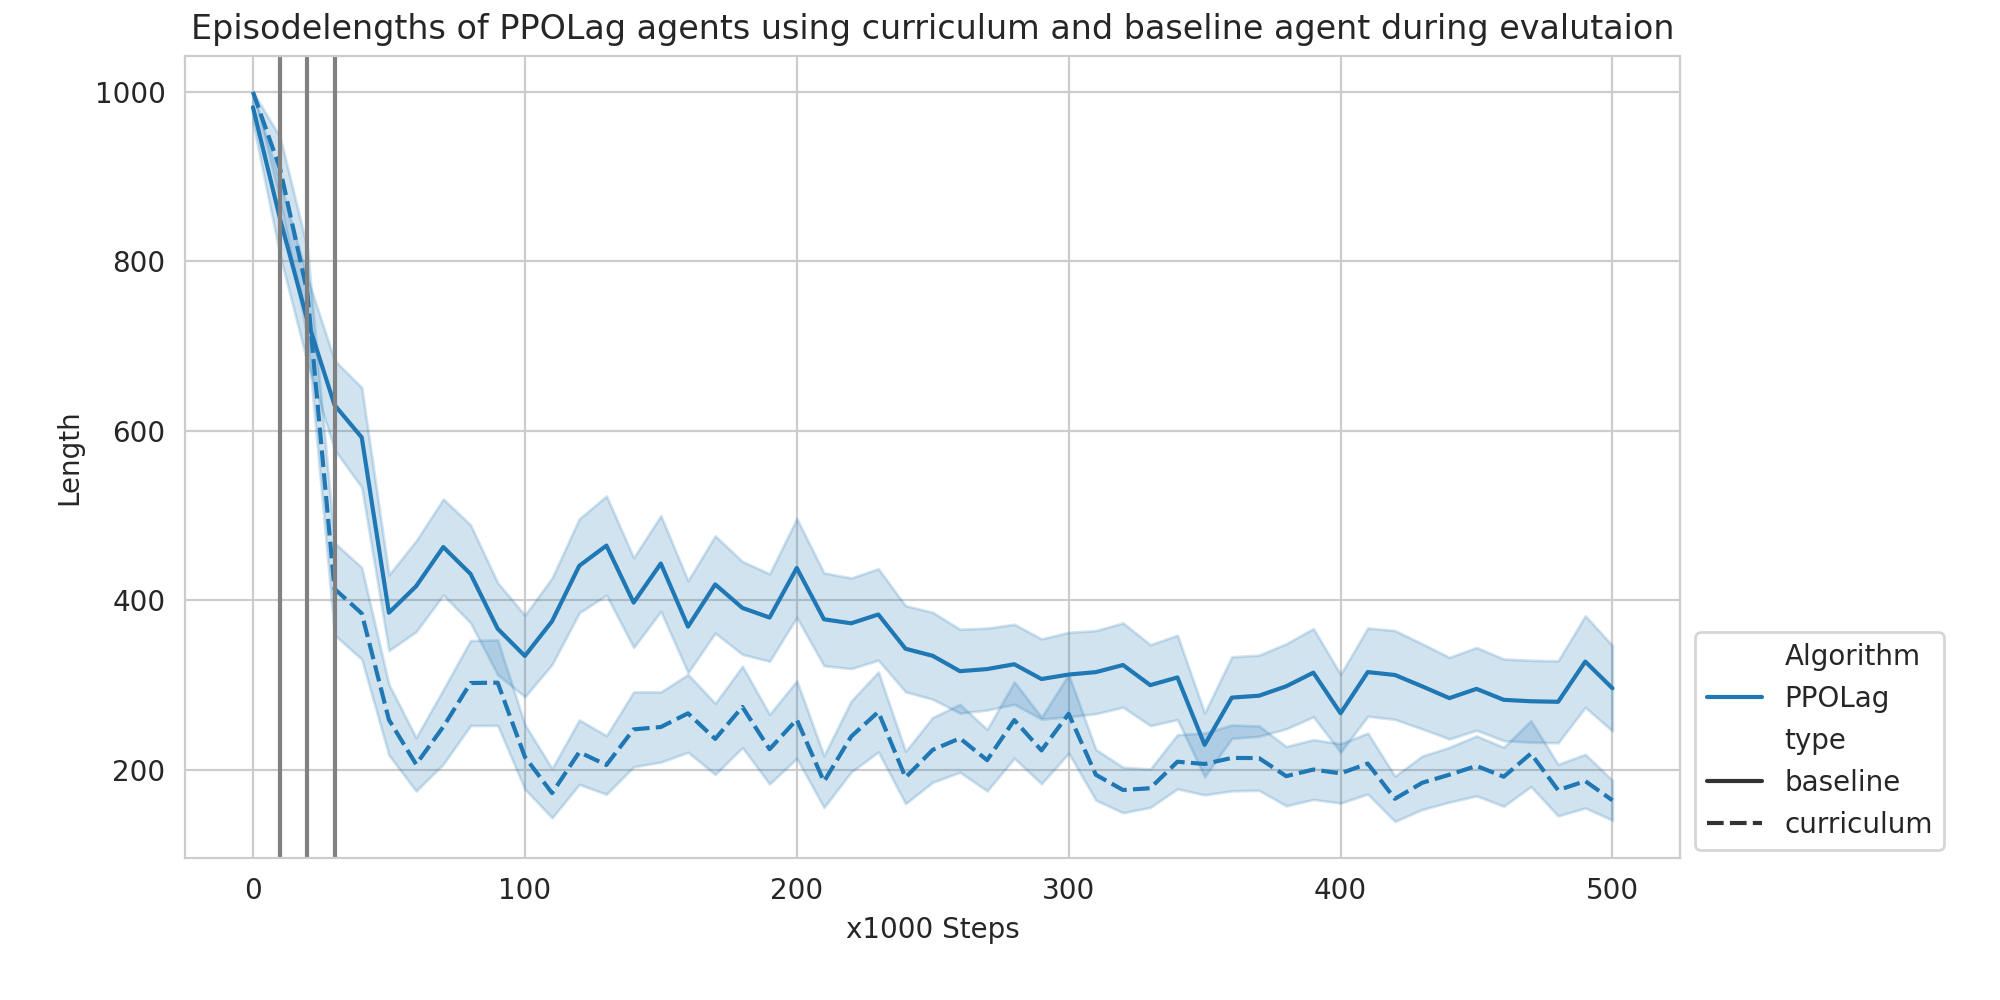 Episodelengths of PPOLag agents using curriculum and baseline agent during evalutaion
1000
800
600
400
200
Length
0 100 200 300 400 500
x1000 Steps
Algorithm
PPOLag
type
baseline
curriculum